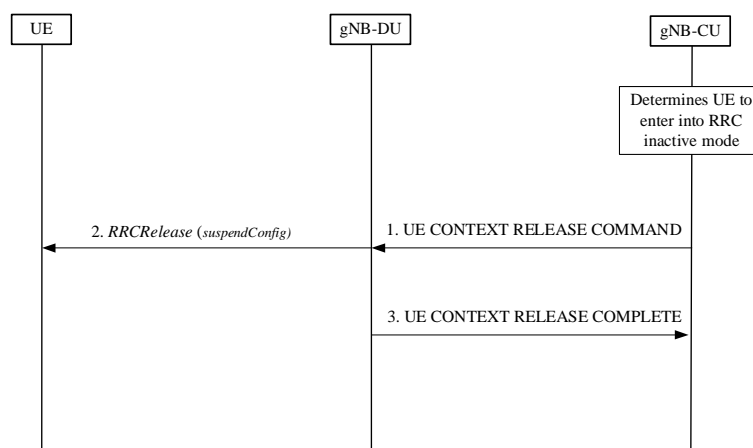 UE
gNB-DU
gNB-CU
Determines UE to
enter into RRC
inactive mode
2. RRCRelease (suspendConfig)
1. UE CONTEXT RELEASE COMMAND
3. UE CONTEXT RELEASE COMPLETE